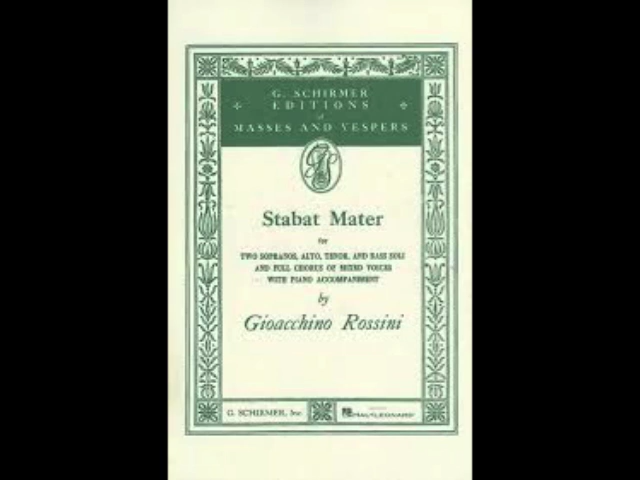 G. SCHIRMER
EDITIONS
of
MASSES AND VESPERS
GS
Stabat Mater
for
TWO SOPRANOS, ALTO, TENOR, AND BASS SOLI
AND FULL CHORUS OF MIXED VOICES
WITH PIANO ACCOMPANIMENT
by
Gioacchino Rossini
G. SCHIRMER, Inc.
HAL•LEONARD